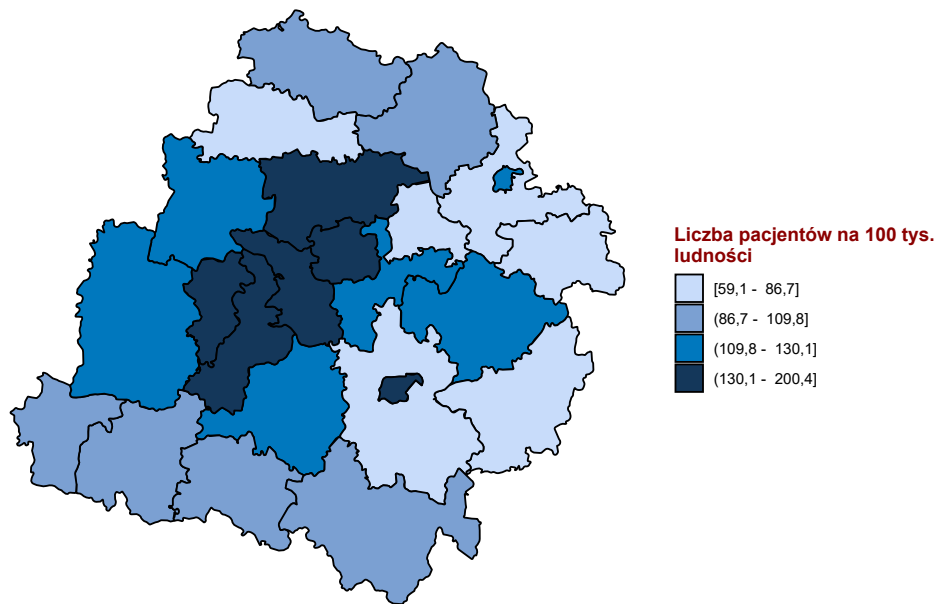 Liczba pacjentów na 100 tys.
ludności
[59,1 - 86,7]
(86,7 - 109,8]
(109,8 - 130,1]
(130,1 - 200,4]